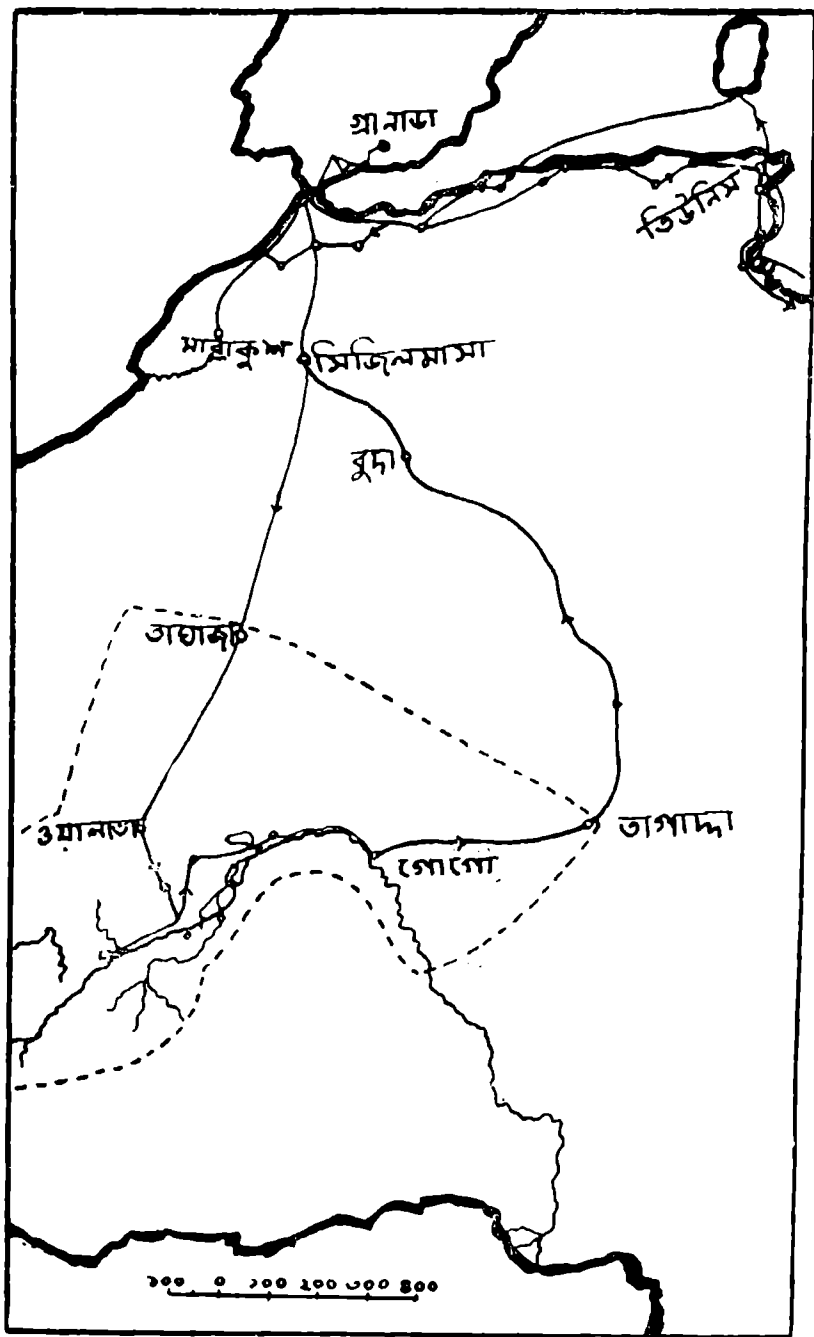 গ্রানাডা
তিউনিস
মারাকুশ
সিজিলমাসা
বুদা
তাঘাজা
ওয়ালাতা
তাগাদ্দা
গোগো
১০০ ০ ১০০ ২০০ ৩০০ ৪০০